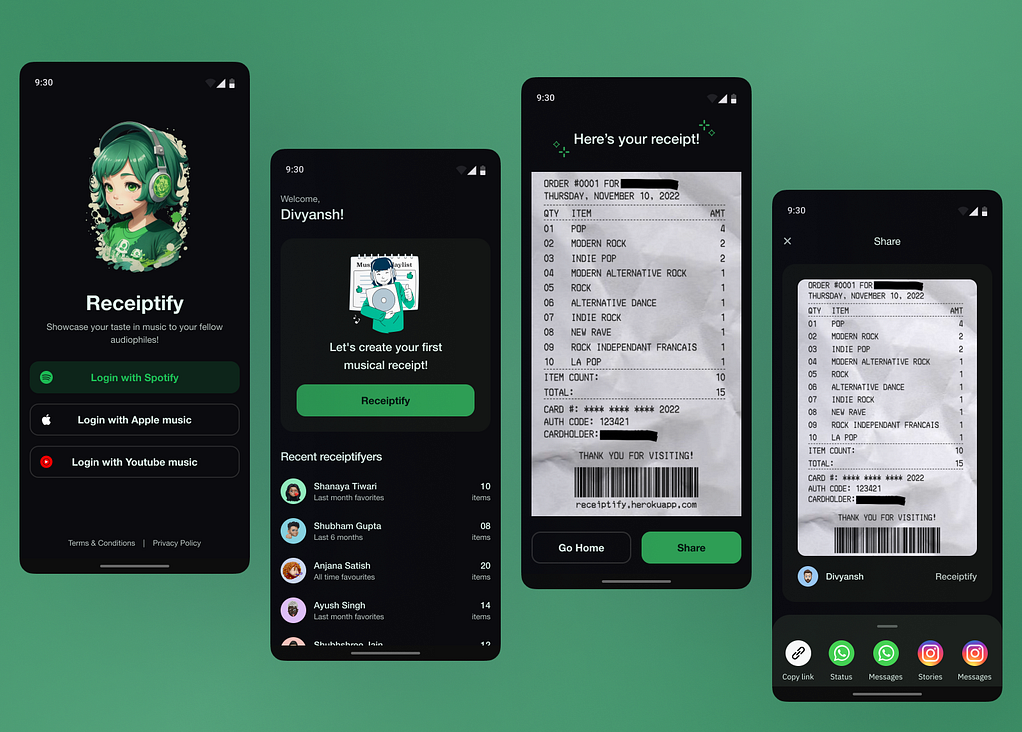 9:30
Receiptify
Showcase your taste in music to your fellow
audiophiles!
Login with Spotify
Login with Apple music
Login with Youtube music
Terms & Conditions | Privacy Policy
9:30
Welcome,
Divyansh!
Let's create your first
musical receipt!
Receiptify
Recent receiptifyers
Shanaya Tiwari 10
Last month favorites items
Shubham Gupta 08
Last 6 months items
Anjana Satish 20
All time favourites items
Ayush Singh 14
Last month favorites items
Shubhshree Jain 12
9:30
Here's your receipt!
ORDER #0001 FOR
THURSDAY, NOVEMBER 10, 2022
QTY ITEM AMT
01 POP 4
02 MODERN ROCK 2
03 INDIE POP 2
04 MODERN ALTERNATIVE ROCK 1
05 ROCK 1
06 ALTERNATIVE DANCE 1
07 INDIE ROCK 1
08 NEW RAVE 1
09 ROCK INDEPENDANT FRANCAIS 1
10 LA POP 1
ITEM COUNT: 10
TOTAL: 15
CARD #: **** **** **** 2022
AUTH CODE: 123421
CARDHOLDER:
THANK YOU FOR VISITING!
receiptify.herokuapp.com
Go Home Share
9:30
Share
ORDER #0001 FOR
THURSDAY, NOVEMBER 10, 2022
QTY ITEM AMT
01 POP 4
02 MODERN ROCK 2
03 INDIE POP 2
04 MODERN ALTERNATIVE ROCK 1
05 ROCK 1
06 ALTERNATIVE DANCE 1
07 INDIE ROCK 1
08 NEW RAVE 1
09 ROCK INDEPENDANT FRANCAIS 1
10 LA POP 1
ITEM COUNT: 10
TOTAL: 15
CARD #: **** **** **** 2022
AUTH CODE: 123421
CARDHOLDER:
THANK YOU FOR VISITING!
Divyansh Receiptify
Copy link Status Messages Stories Messages